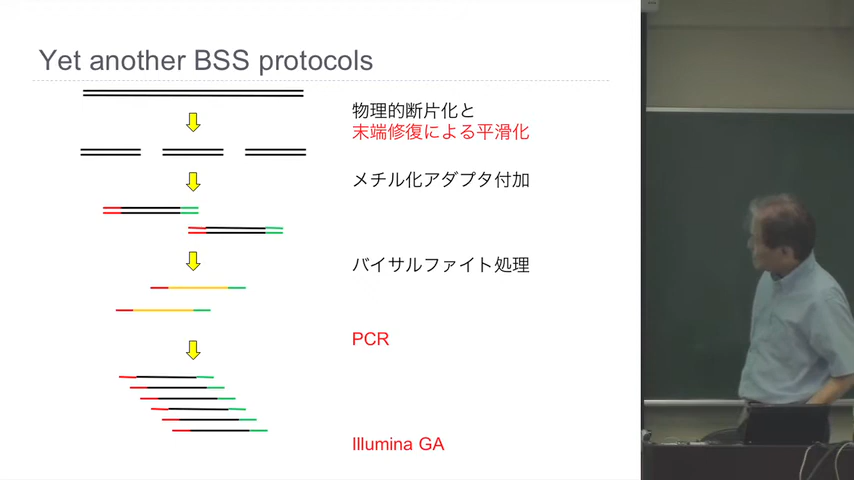 Yet another BSS protocols
物理的断片化と
末端修復による平滑化
メチル化アダプタ付加
バイサルファイト処理
PCR
Illumina GA